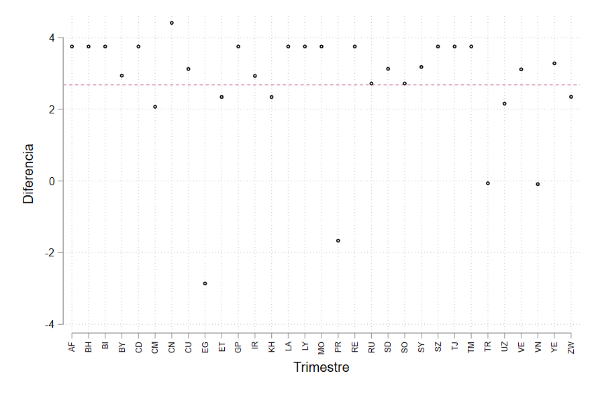 4
2
0
-2
-4
Diferencia
AF BH BI BY CD CM CN CU EG ET GP IR KH LA LY MO PR RE RU SD SO SY SZ TJ TM TR UZ VE VN YE ZW
Trimestre